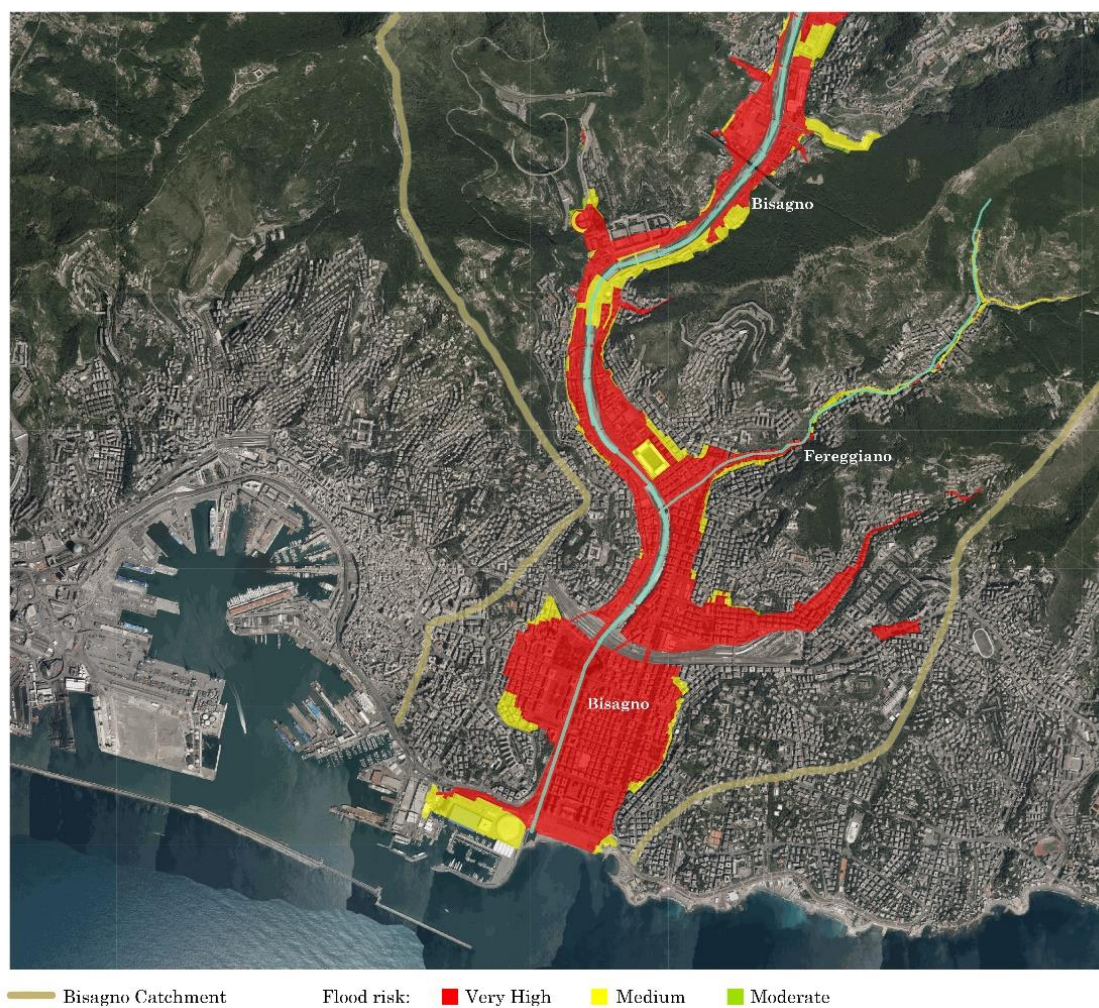 Bisagno
Fereggiano
Bisagno
Bisagno Catchment
Flood risk:
Very High
Medium
Moderate